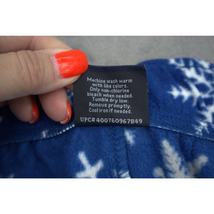 Machine wash warm
with like colors.
Only non-chlorine
bleach when needed.
Tumble dry low.
Remove promptly.
Cool iron if needed.
UPC# 400760967849